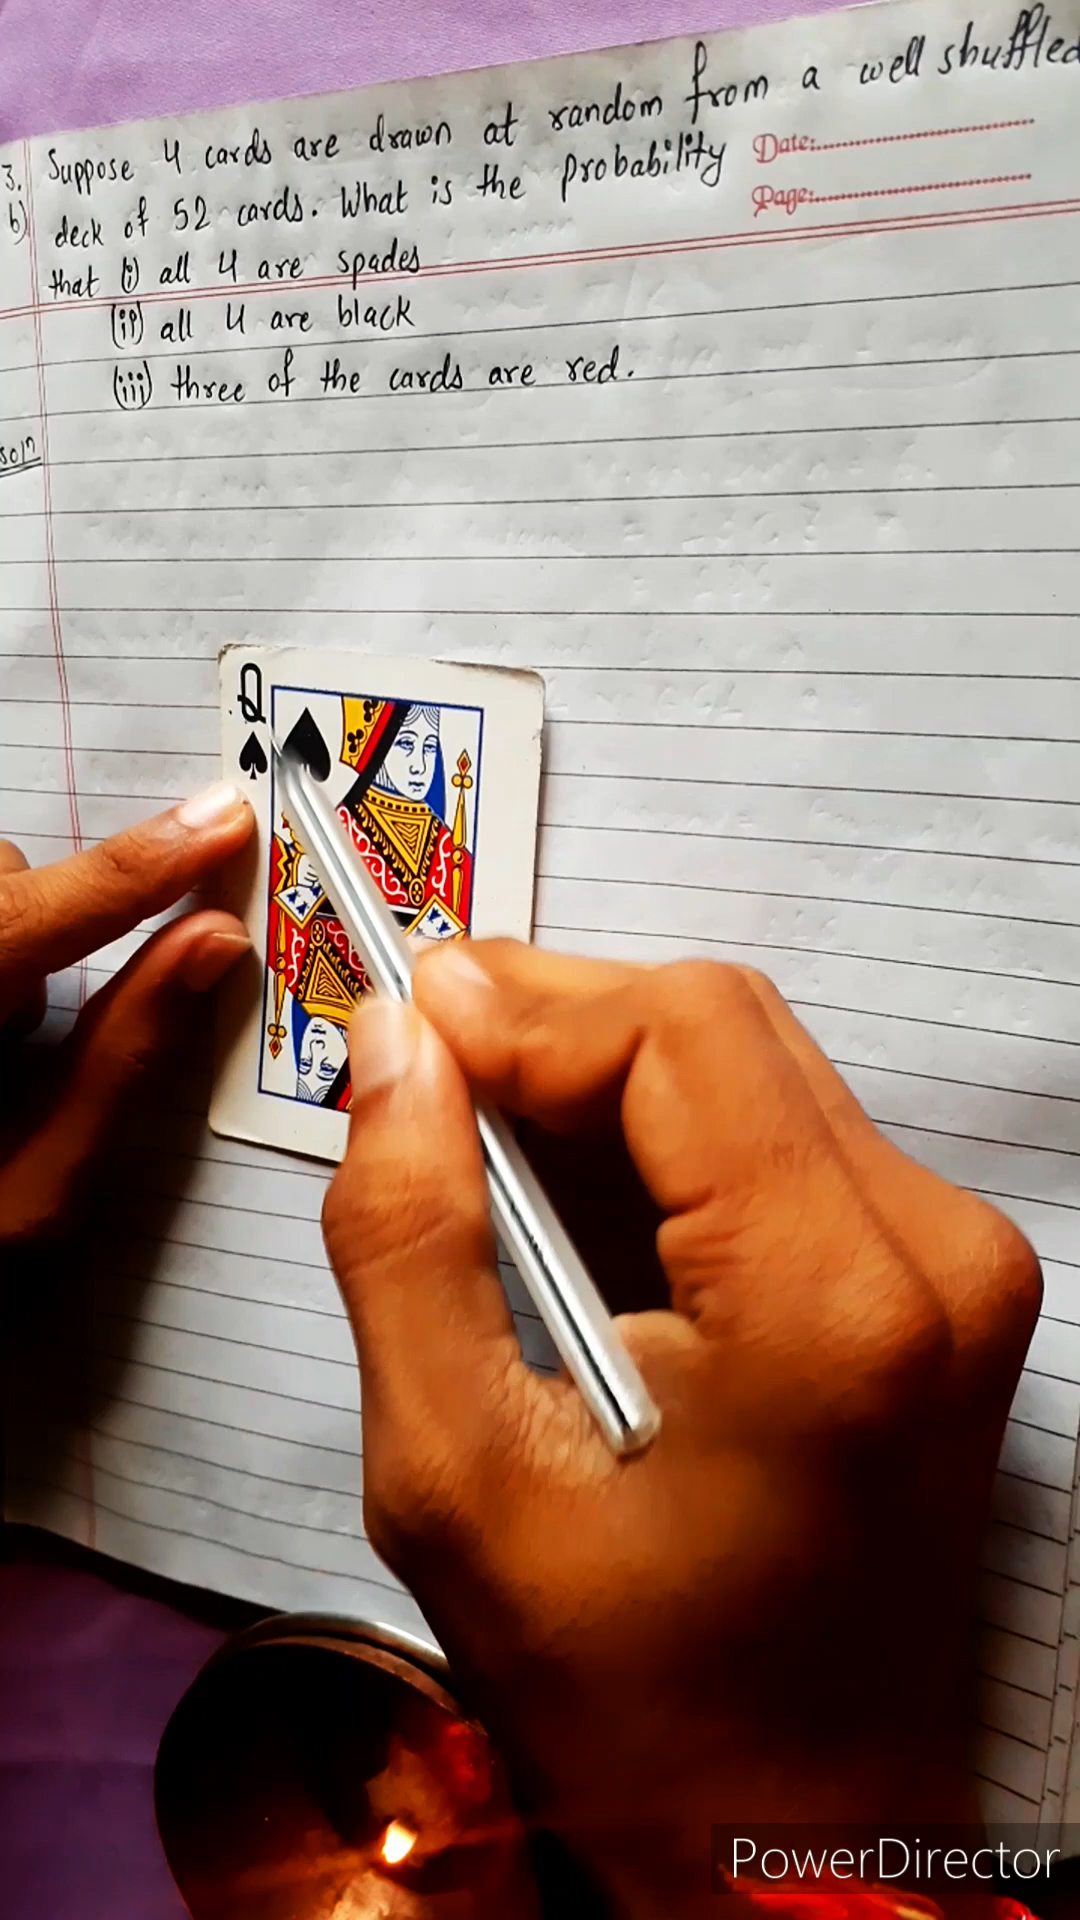 3. Suppose 4 cards are drawn at random from a well shuffled
b) deck of 52 cards. What is the probability
that (i) all 4 are spades
(ii) all 4 are black
(iii) three of the cards are red.
Date:
Page:
soln
Q
PowerDirector